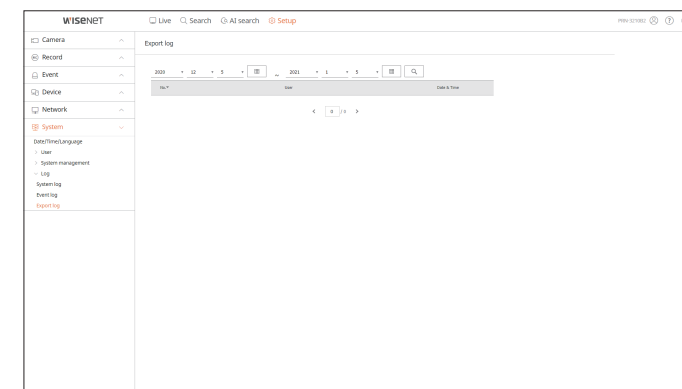 WISENET Live Search AI search Setup
Camera
Export log
Record
Event
2020 12 5 ~ 2021 1 5
Device
No. User Date & Time
Network
0 / 0
System
Date/Time/Language
User
System management
Log
System log
Event log
Export log